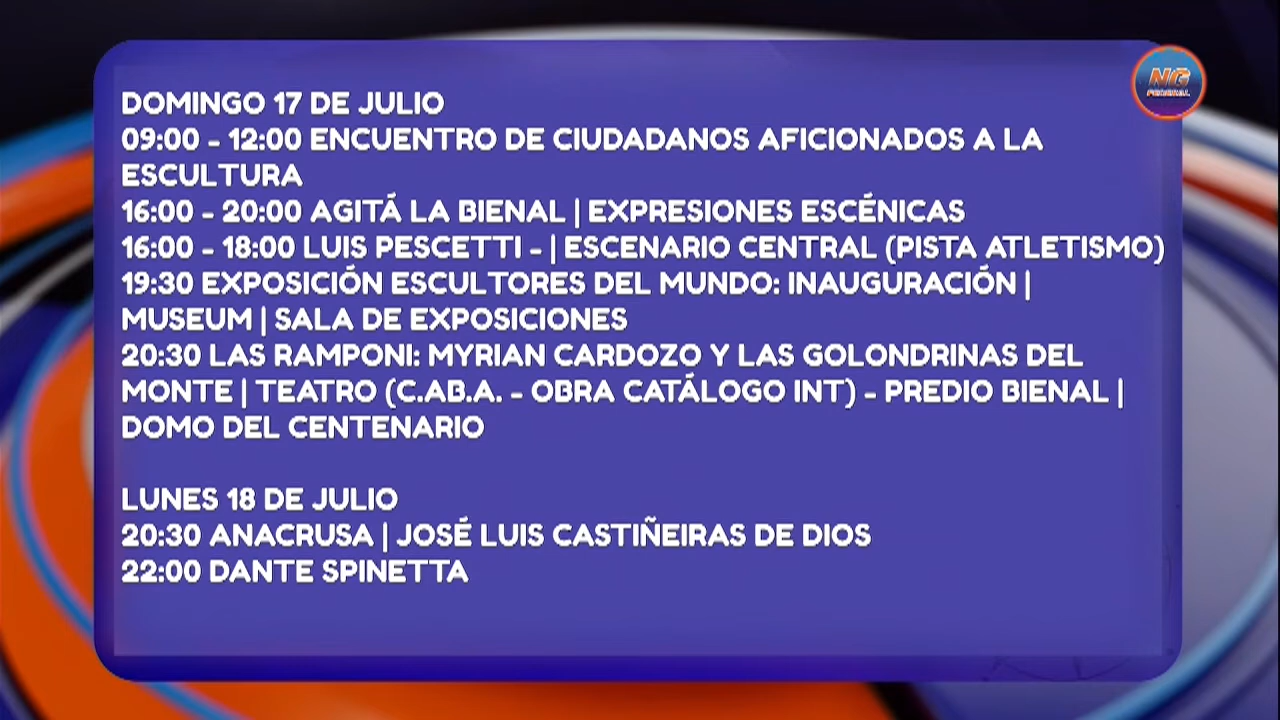 NG
FEDERAL
DOMINGO 17 DE JULIO
09:00 - 12:00 ENCUENTRO DE CIUDADANOS AFICIONADOS A LA
ESCULTURA
16:00 - 20:00 AGITÁ LA BIENAL | EXPRESIONES ESCÉNICAS
16:00 - 18:00 LUIS PESCETTI - | ESCENARIO CENTRAL (PISTA ATLETISMO)
19:30 EXPOSICIÓN ESCULTORES DEL MUNDO: INAUGURACIÓN |
MUSEUM | SALA DE EXPOSICIONES
20:30 LAS RAMPONI: MYRIAN CARDOZO Y LAS GOLONDRINAS DEL
MONTE | TEATRO (C.AB.A. - OBRA CATÁLOGO INT) - PREDIO BIENAL |
DOMO DEL CENTENARIO
LUNES 18 DE JULIO
20:30 ANACRUSA | JOSÉ LUIS CASTIÑEIRAS DE DIOS
22:00 DANTE SPINETTA